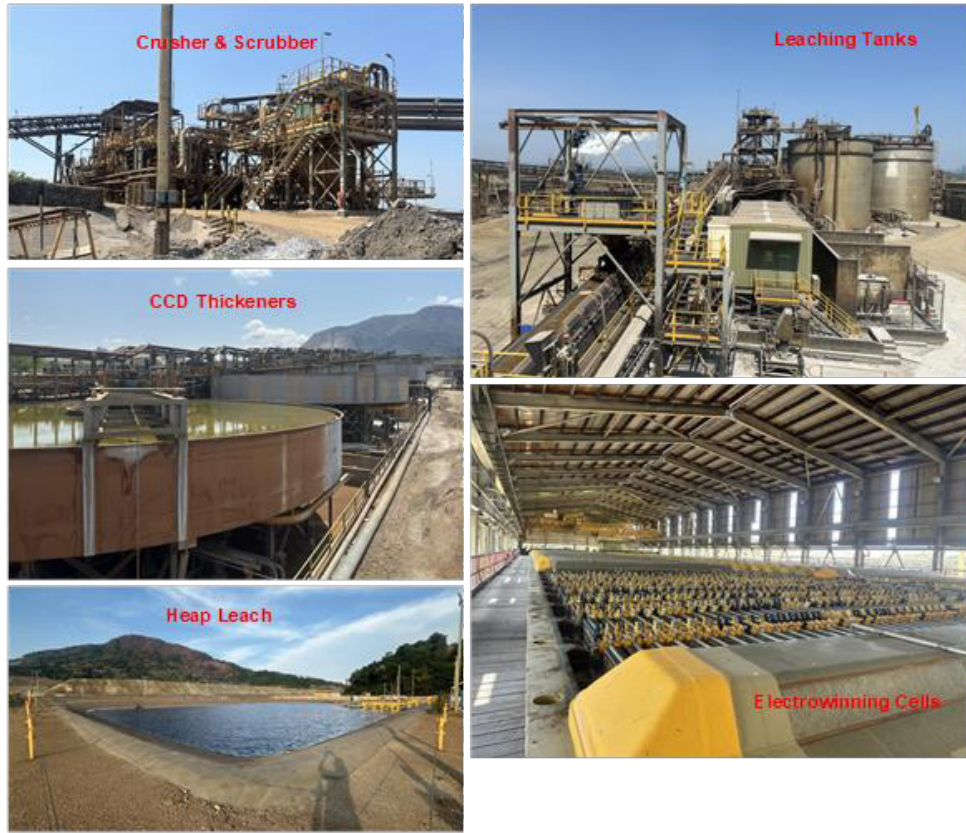 Crusher & Scrubber
Leaching Tanks
CCD Thickeners
Heap Leach
Electrowinning Cells